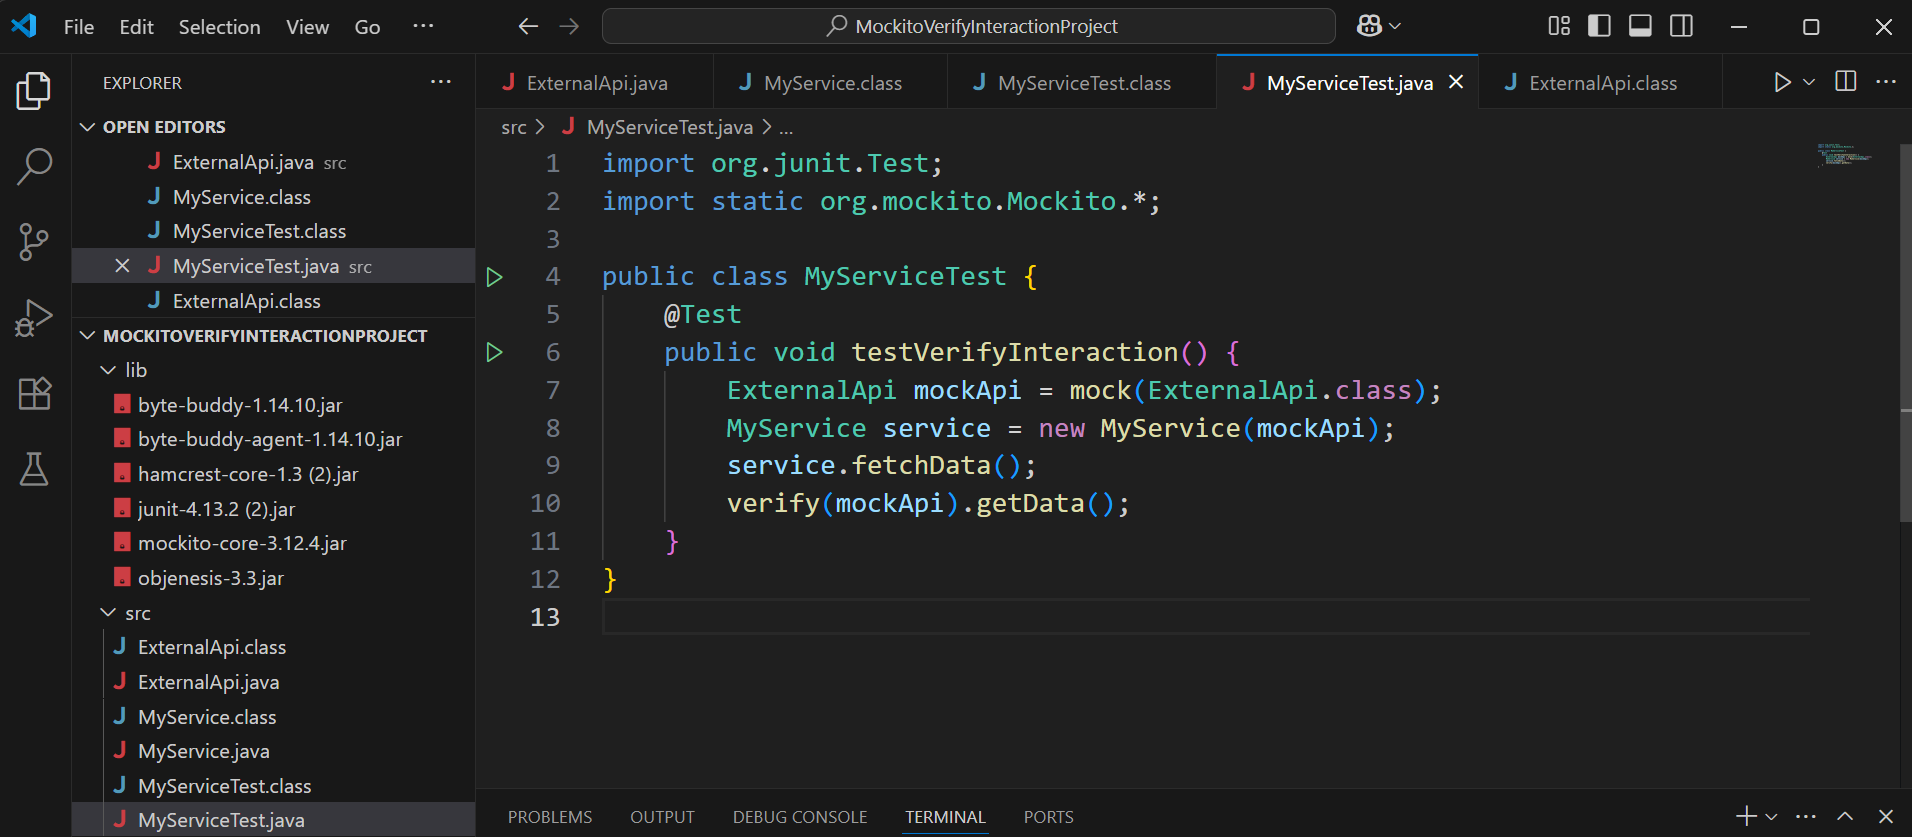 File Edit Selection View Go ···
MockitoVerifyInteractionProject
EXPLORER ···
OPEN EDITORS
ExternalApi.java src
MyService.class
MyServiceTest.class
MyServiceTest.java src
ExternalApi.class
MOCKITOVERIFYINTERACTIONPROJECT
lib
byte-buddy-1.14.10.jar
byte-buddy-agent-1.14.10.jar
hamcrest-core-1.3 (2).jar
junit-4.13.2 (2).jar
mockito-core-3.12.4.jar
objenesis-3.3.jar
src
ExternalApi.class
ExternalApi.java
MyService.class
MyService.java
MyServiceTest.class
MyServiceTest.java
ExternalApi.java MyService.class MyServiceTest.class MyServiceTest.java ExternalApi.class
src > MyServiceTest.java > ...
1 import org.junit.Test;
2 import static org.mockito.Mockito.*;
3
4 public class MyServiceTest {
5 @Test
6 public void testVerifyInteraction() {
7 ExternalApi mockApi = mock(ExternalApi.class);
8 MyService service = new MyService(mockApi);
9 service.fetchData();
10 verify(mockApi).getData();
11 }
12 }
13
PROBLEMS OUTPUT DEBUG CONSOLE TERMINAL PORTS